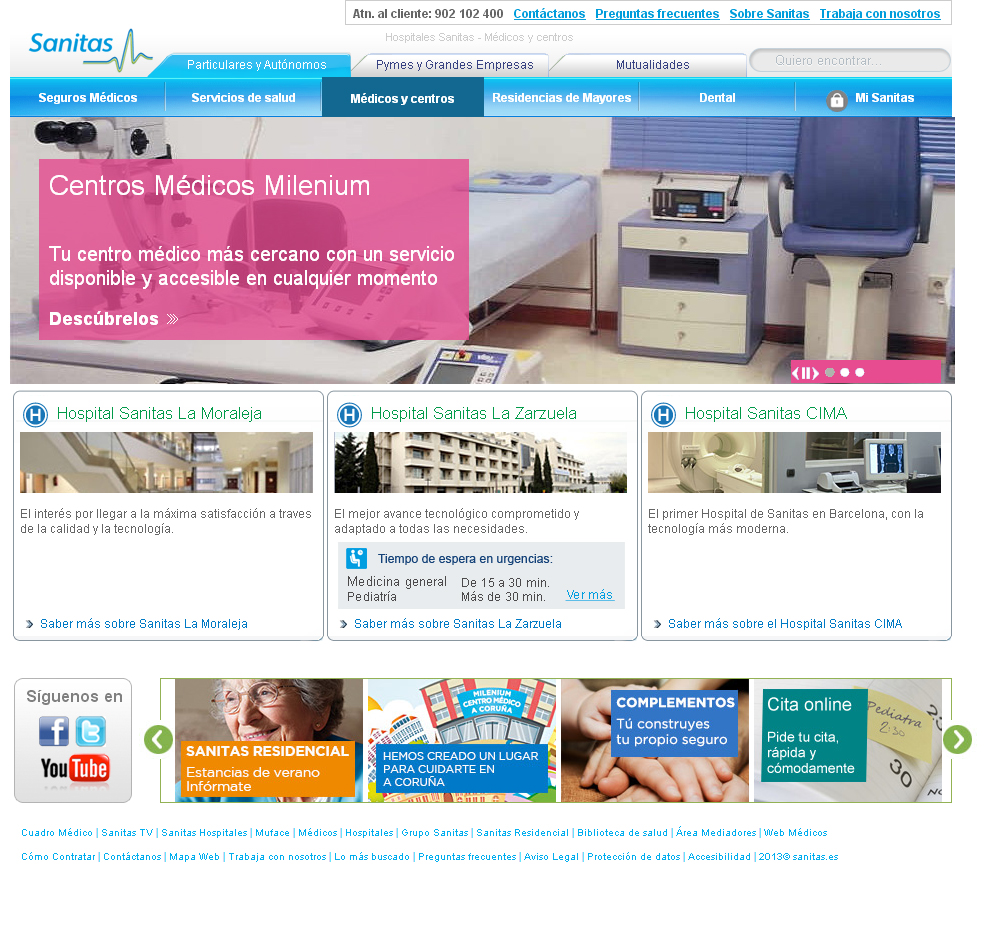 Atn. al cliente: 902 102 400 Contáctanos Preguntas frecuentes Sobre Sanitas Trabaja con nosotros
Sanitas
Hospitales Sanitas - Médicos y centros
Particulares y Autónomos Pymes y Grandes Empresas Mutualidades Quiero encontrar...
Seguros Médicos Servicios de salud Médicos y centros Residencias de Mayores Dental Mi Sanitas
Centros Médicos Milenium
Tu centro médico más cercano con un servicio
disponible y accesible en cualquier momento
Descúbrelos
H Hospital Sanitas La Moraleja
El interés por llegar a la máxima satisfacción a traves
de la calidad y la tecnología.
Saber más sobre Sanitas La Moraleja
H Hospital Sanitas La Zarzuela
El mejor avance tecnológico comprometido y
adaptado a todas las necesidades.
Tiempo de espera en urgencias:
Medicina general De 15 a 30 min.
Pediatría Más de 30 min. Ver más
Saber más sobre Sanitas La Zarzuela
H Hospital Sanitas CIMA
El primer Hospital de Sanitas en Barcelona, con la
tecnología más moderna.
Saber más sobre el Hospital Sanitas CIMA
Síguenos en
f t
YouTube
SANITAS RESIDENCIAL
Estancias de verano
Infórmate
MILENIUM
CENTRO MÉDICO
A CORUÑA
HEMOS CREADO UN LUGAR
PARA CUIDARTE EN
A CORUÑA
COMPLEMENTOS
Tú construyes
tu propio seguro
Cita online
Pide tu cita,
rápida y
cómodamente
Pediatra
2:30
30
Cuadro Médico | Sanitas TV | Sanitas Hospitales | Muface | Médicos | Hospitales | Grupo Sanitas | Sanitas Residencial | Biblioteca de salud | Área Mediadores | Web Médicos
Cómo Contratar | Contáctanos | Mapa Web | Trabaja con nosotros | Lo más buscado | Preguntas frecuentes | Aviso Legal | Protección de datos | Accesibilidad | 2013© sanitas.es